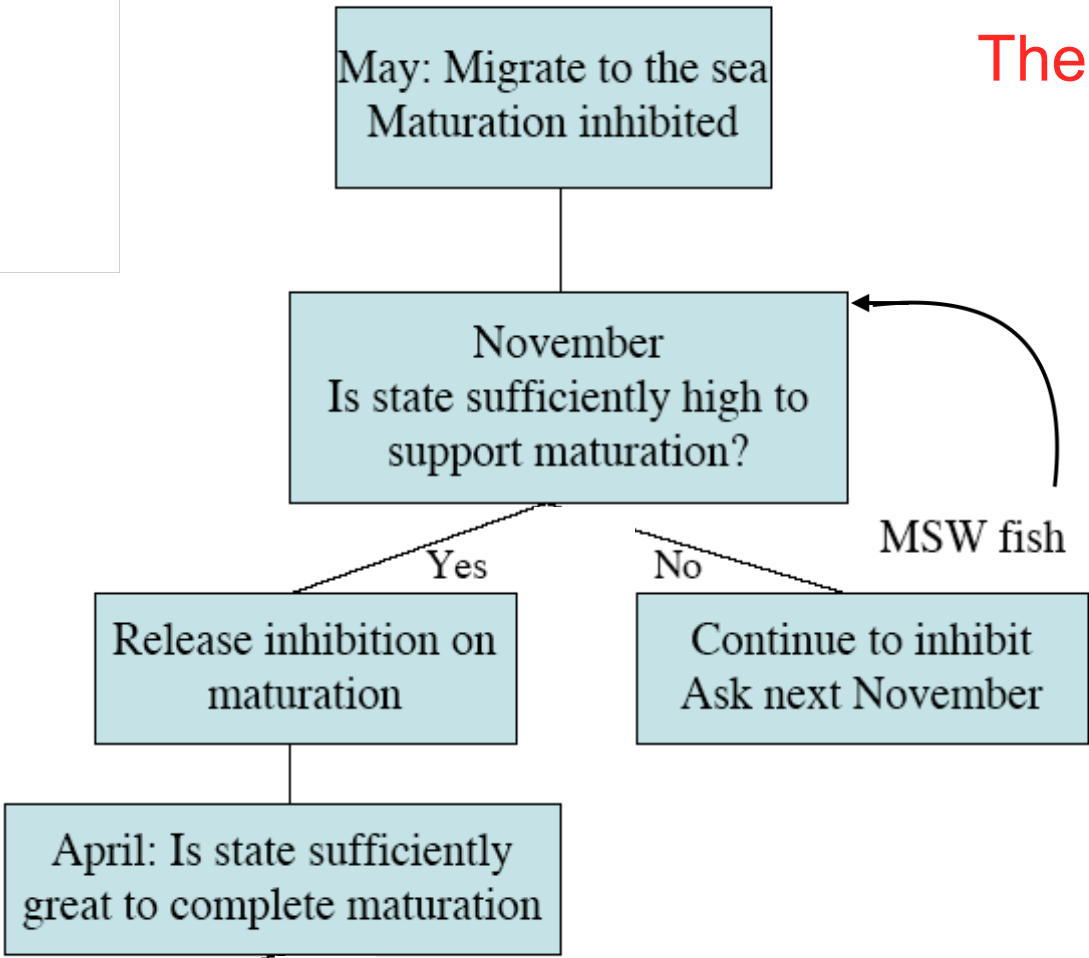 The
May: Migrate to the sea
Maturation inhibited
November
Is state sufficiently high to
support maturation?
MSW fish
Yes
No
Release inhibition on
maturation
Continue to inhibit
Ask next November
April: Is state sufficiently
great to complete maturation